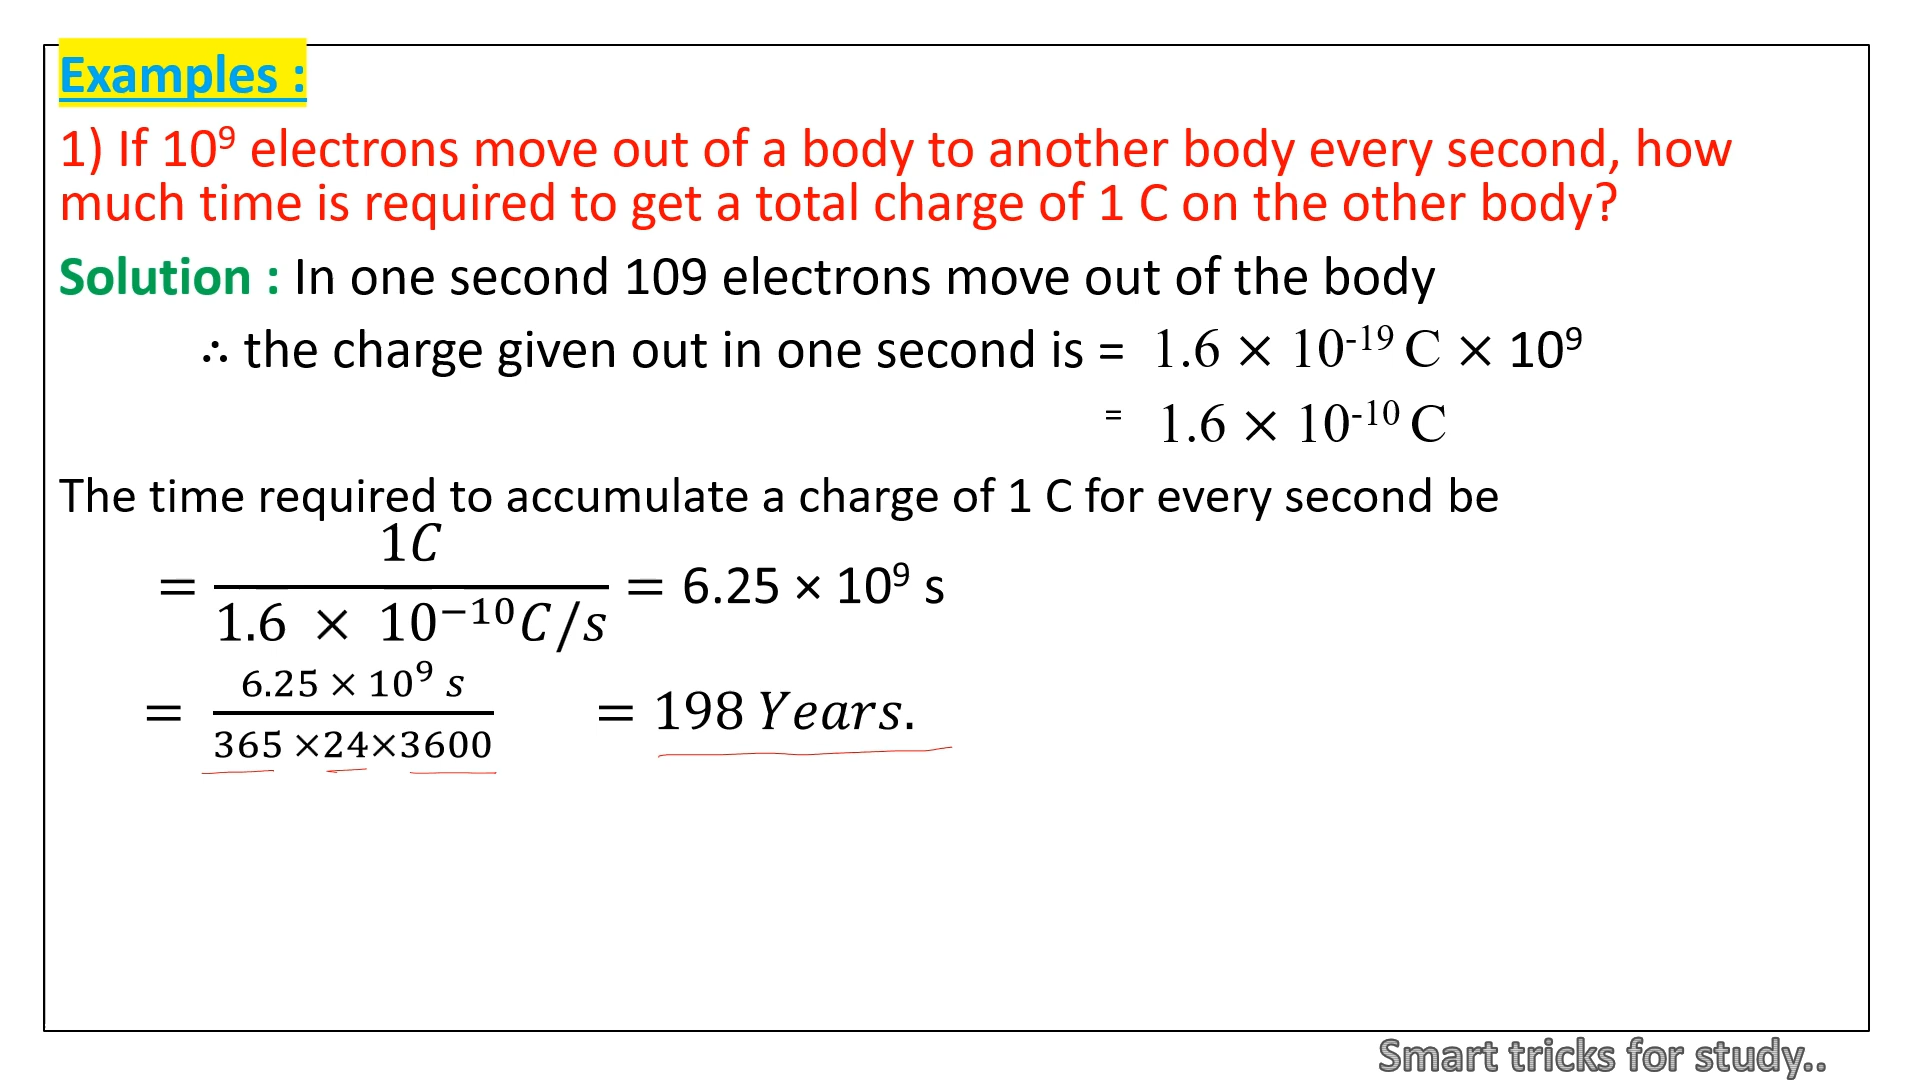 Examples :
1) If 10⁹ electrons move out of a body to another body every second, how
much time is required to get a total charge of 1 C on the other body?
Solution : In one second 109 electrons move out of the body
∴ the charge given out in one second is = 1.6 × 10⁻¹⁹ C × 10⁹
= 1.6 × 10⁻¹⁰ C
The time required to accumulate a charge of 1 C for every second be
1C
= ――― = 6.25 × 10⁹ s
1.6 × 10⁻¹⁰C/s
6.25 × 10⁹ s
= ――― = 198 Years.
365 ×24×3600
Smart tricks for study..